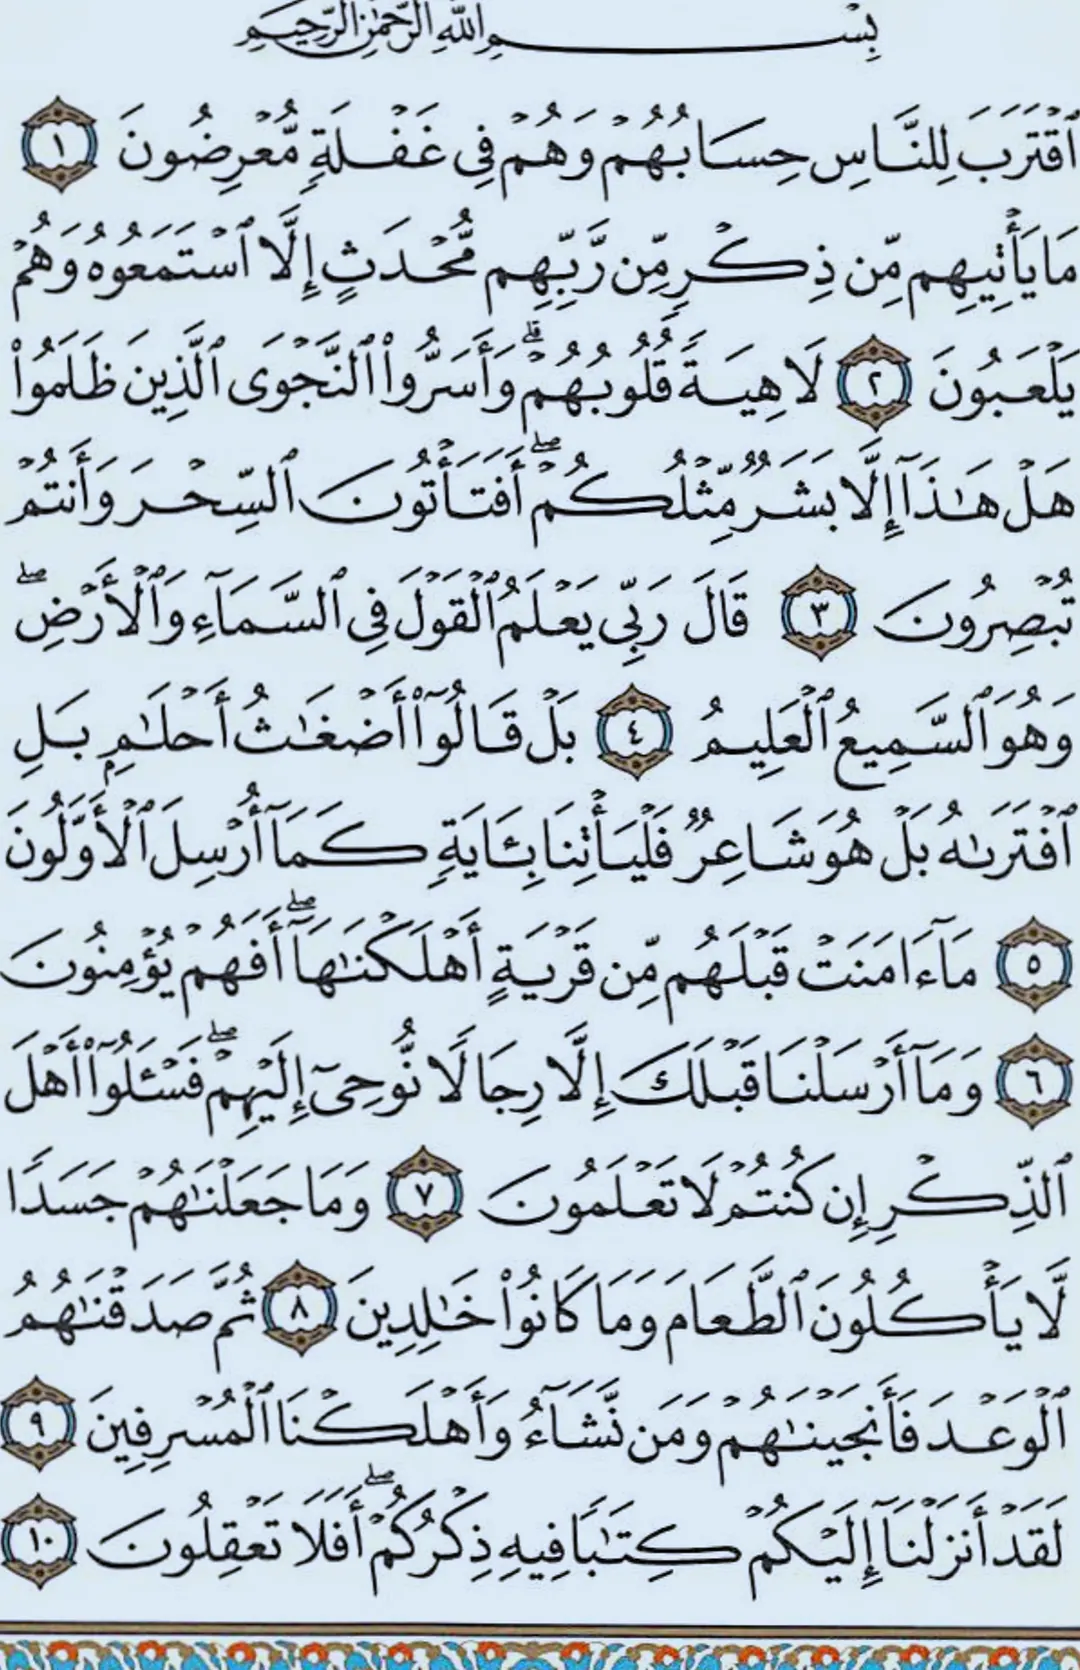 بِسْمِ اللَّهِ الرَّحْمَٰنِ الرَّحِيمِ
ٱقْتَرَبَ لِلنَّاسِ حِسَابُهُمْ وَهُمْ فِى غَفْلَةٍ مُّعْرِضُونَ ١
مَا يَأْتِيهِم مِّن ذِكْرٍ مِّن رَّبِّهِم مُّحْدَثٍ إِلَّا ٱسْتَمَعُوهُ وَهُمْ
يَلْعَبُونَ ٢ لَاهِيَةً قُلُوبُهُمْ ۗ وَأَسَرُّوا۟ ٱلنَّجْوَى ٱلَّذِينَ ظَلَمُوا۟
هَلْ هَـٰذَآ إِلَّا بَشَرٌ مِّثْلُكُمْ ۖ أَفَتَأْتُونَ ٱلسِّحْرَ وَأَنتُمْ
تُبْصِرُونَ ٣ قَالَ رَبِّى يَعْلَمُ ٱلْقَوْلَ فِى ٱلسَّمَآءِ وَٱلْأَرْضِ ۖ
وَهُوَ ٱلسَّمِيعُ ٱلْعَلِيمُ ٤ بَلْ قَالُوٓا۟ أَضْغَـٰثُ أَحْلَـٰمٍۭ بَلِ
ٱفْتَرَىٰهُ بَلْ هُوَ شَاعِرٌ فَلْيَأْتِنَا بِـَٔايَةٍ كَمَآ أُرْسِلَ ٱلْأَوَّلُونَ
٥ مَآ ءَامَنَتْ قَبْلَهُم مِّن قَرْيَةٍ أَهْلَكْنَـٰهَآ ۖ أَفَهُمْ يُؤْمِنُونَ
٦ وَمَآ أَرْسَلْنَا قَبْلَكَ إِلَّا رِجَالًا نُّوحِىٓ إِلَيْهِمْ ۖ فَسْـَٔلُوٓا۟ أَهْلَ
ٱلذِّكْرِ إِن كُنتُمْ لَا تَعْلَمُونَ ٧ وَمَا جَعَلْنَـٰهُمْ جَسَدًا
لَّا يَأْكُلُونَ ٱلطَّعَامَ وَمَا كَانُوا۟ خَـٰلِدِينَ ٨ ثُمَّ صَدَقْنَـٰهُمُ
ٱلْوَعْدَ فَأَنجَيْنَـٰهُمْ وَمَن نَّشَآءُ وَأَهْلَكْنَا ٱلْمُسْرِفِينَ ٩
لَقَدْ أَنزَلْنَآ إِلَيْكُمْ كِتَـٰبًا فِيهِ ذِكْرُكُمْ ۖ أَفَلَا تَعْقِلُونَ ١٠